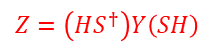 Z = (HS†)Y(SH)